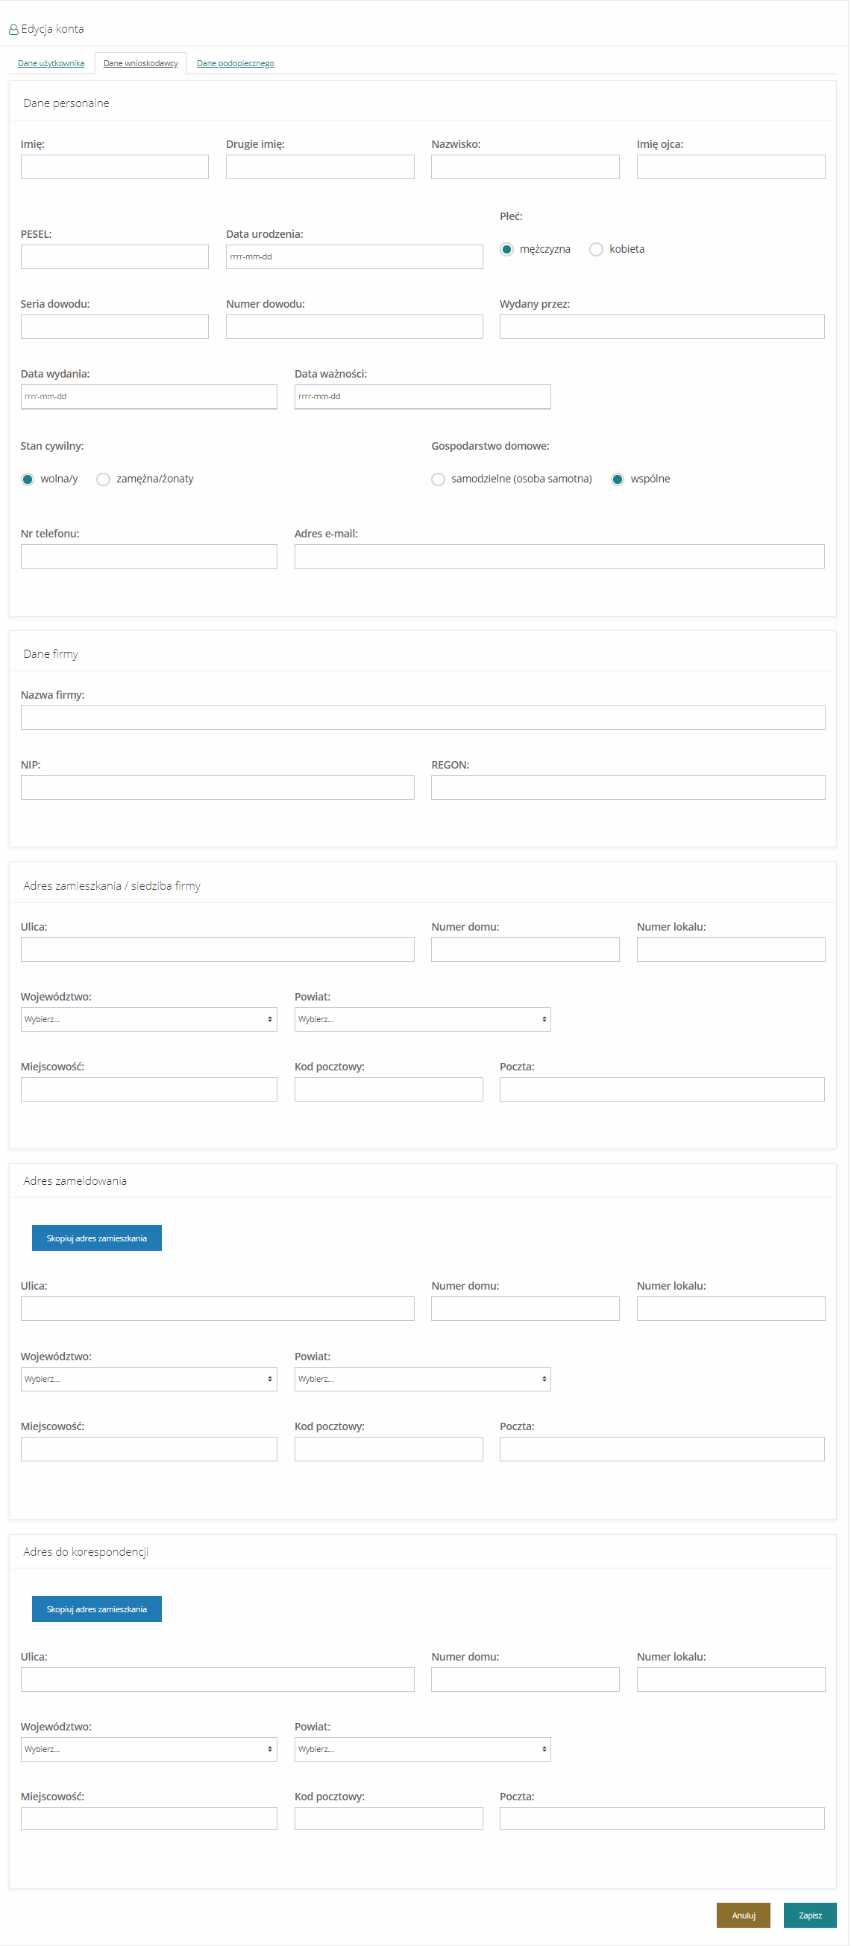 Edycja konta
Dane użytkownika Dane wnioskodawcy Dane podopiecznego
Dane personalne
Imię: Drugie imię: Nazwisko: Imię ojca:
Płeć:
PESEL: Data urodzenia:
rrrr-mm-dd mężczyzna kobieta
Seria dowodu: Numer dowodu: Wydany przez:
Data wydania: Data ważności:
rrrr-mm-dd rrrr-mm-dd
Stan cywilny: Gospodarstwo domowe:
wolna/y zamężna/żonaty samodzielne (osoba samotna) wspólne
Nr telefonu: Adres e-mail:
Dane firmy
Nazwa firmy:
NIP: REGON:
Adres zamieszkania / siedziba firmy
Ulica: Numer domu: Numer lokalu:
Województwo: Powiat:
Wybierz... Wybierz...
Miejscowość: Kod pocztowy: Poczta:
Adres zameldowania
Skopiuj adres zamieszkania
Ulica: Numer domu: Numer lokalu:
Województwo: Powiat:
Wybierz... Wybierz...
Miejscowość: Kod pocztowy: Poczta:
Adres do korespondencji
Skopiuj adres zamieszkania
Ulica: Numer domu: Numer lokalu:
Województwo: Powiat:
Wybierz... Wybierz...
Miejscowość: Kod pocztowy: Poczta:
Anuluj Zapisz